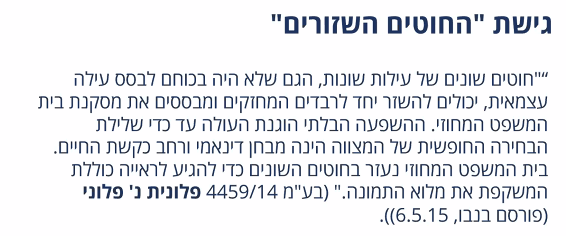 גישת "החוטים השזורים"
“"חוטים שונים של עילות שונות, הגם שלא היה בכוחם לבסס עילה
עצמאית, יכולים להשזר יחד לרבדים המחזקים ומבססים את מסקנת בית
המשפט המחוזי. ההשפעה הבלתי הוגנת העולה עד כדי שלילת
הבחירה החופשית של המצווה הינה מבחן דינאמי ורחב כקשת החיים.
בית המשפט המחוזי נעזר בחוטים השונים כדי להגיע לראייה כוללת
המשקפת את מלוא התמונה." (בע"מ 4459/14 פלונית נ' פלוני
(פורסם בנבו, 6.5.15)).